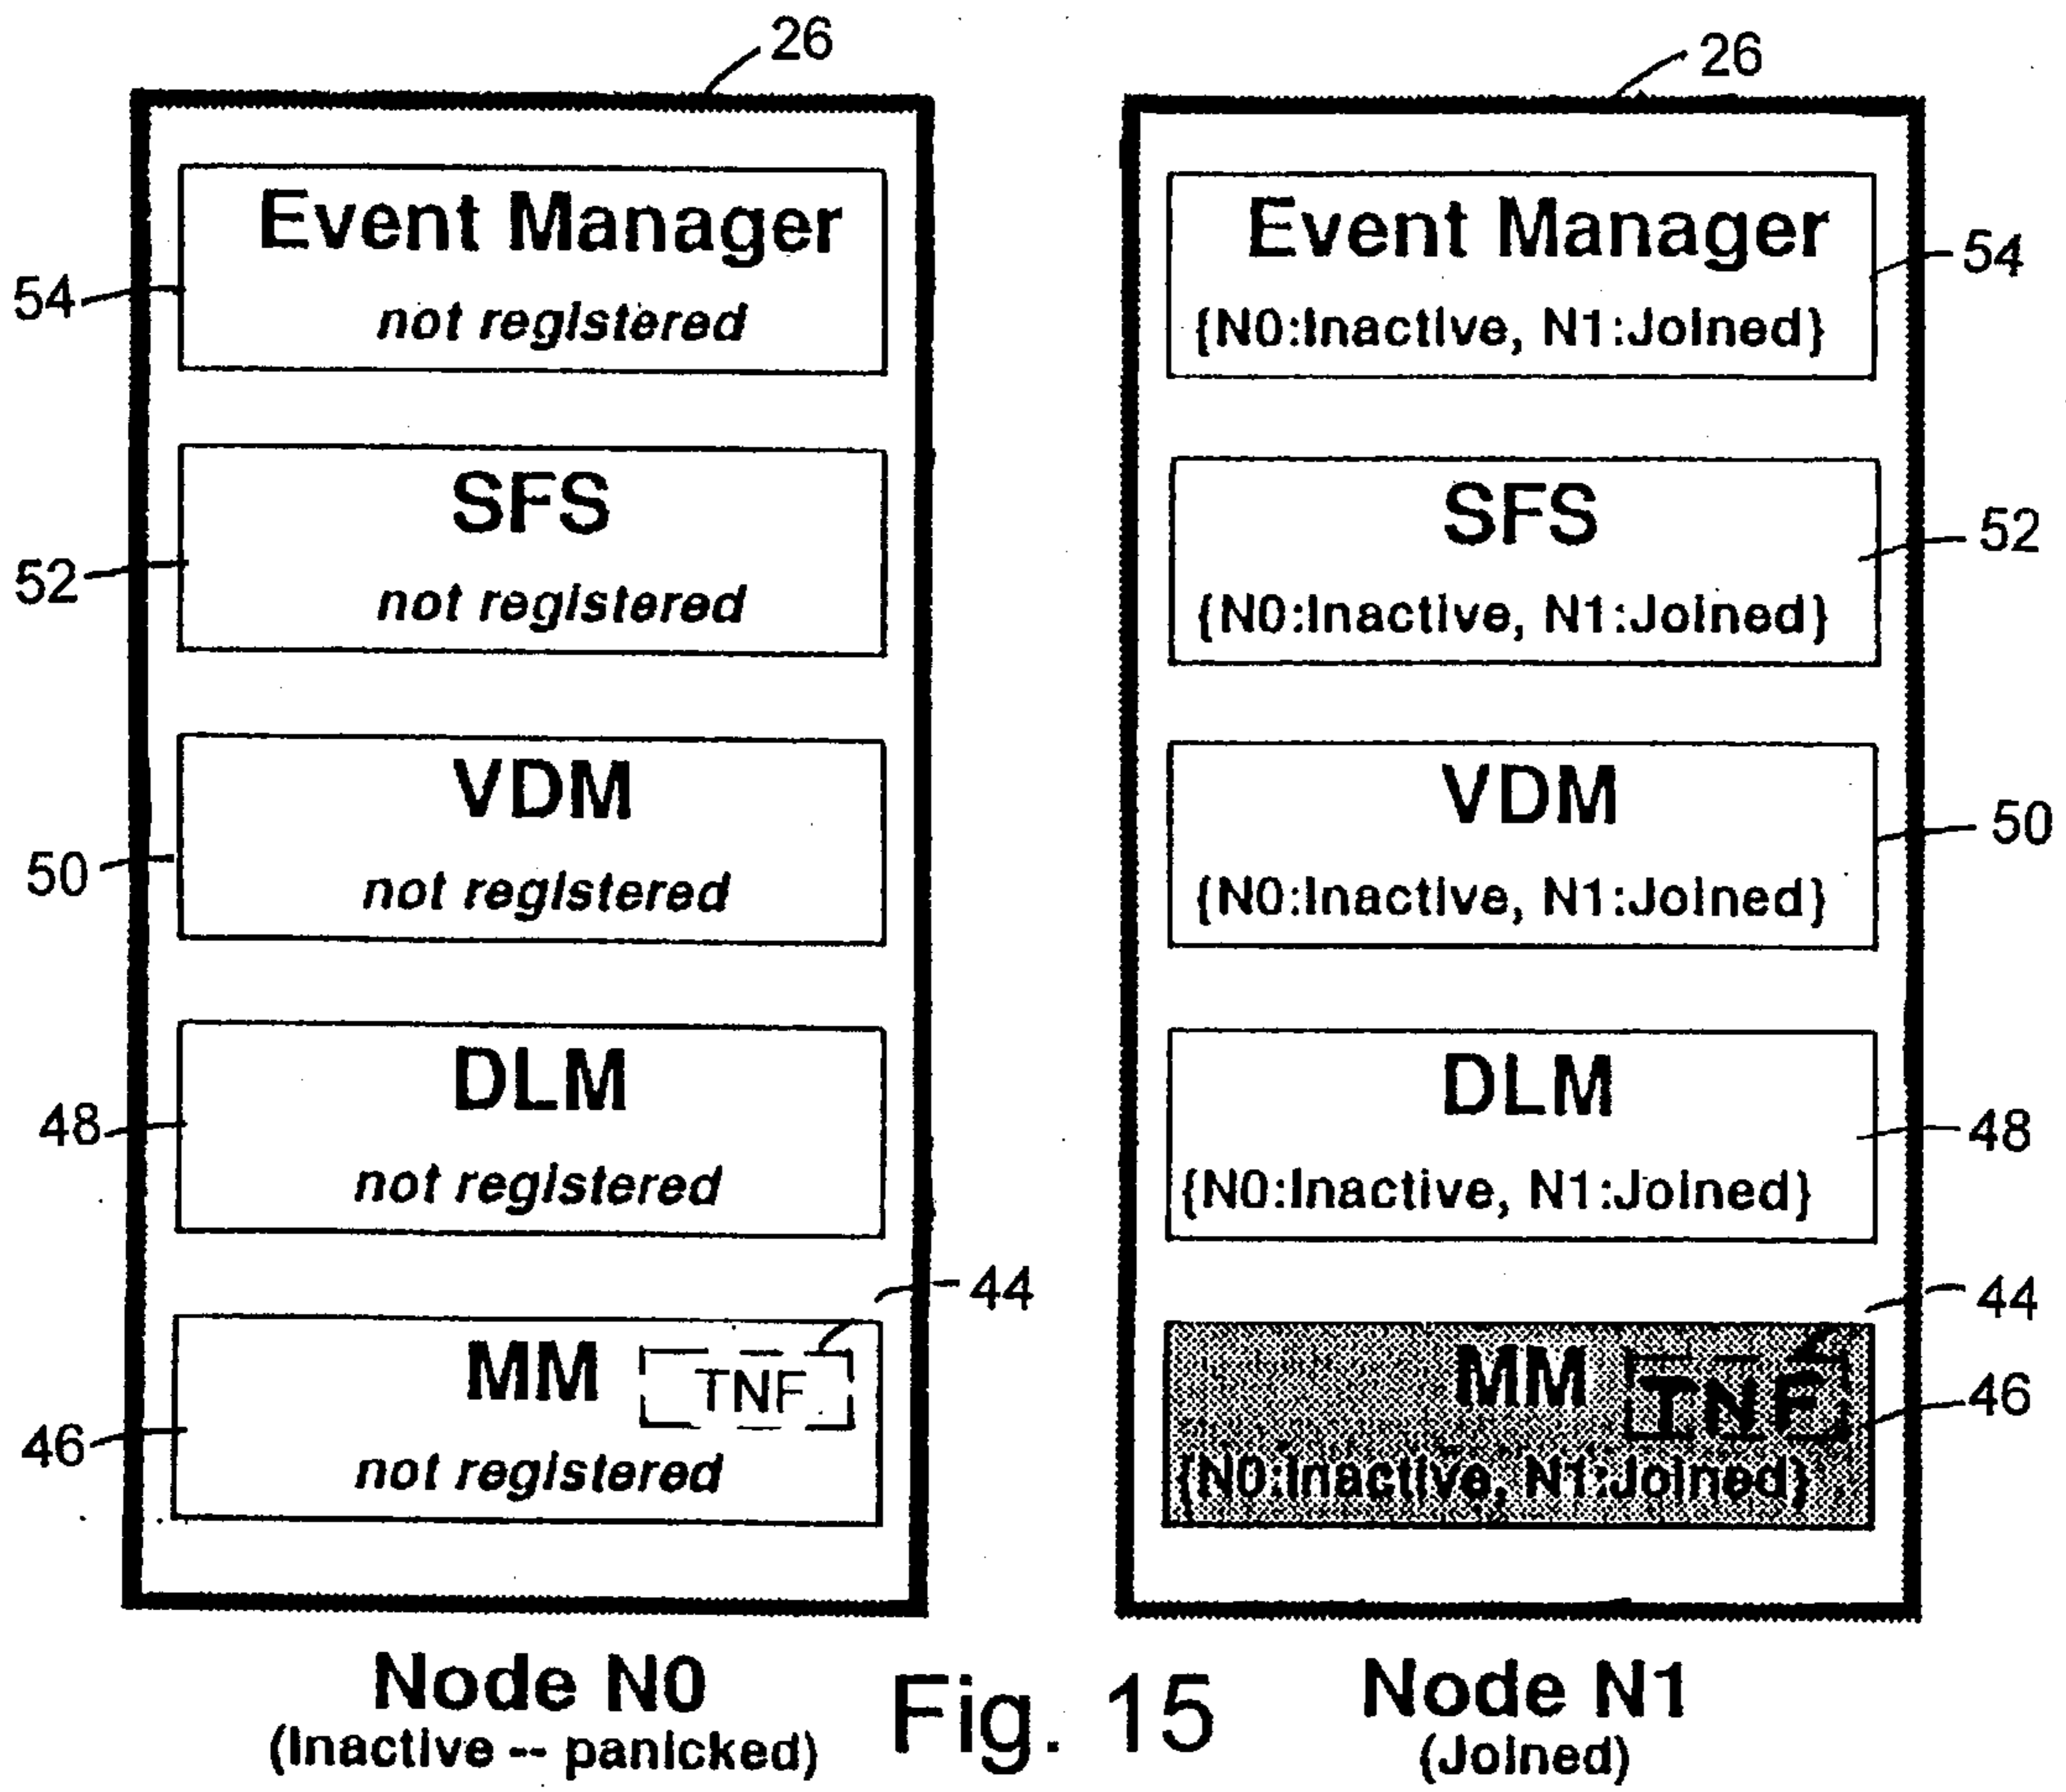 26
Event Manager
not registered
54
SFS
not registered
52
VDM
not registered
50
DLM
not registered
48
44
MM
TNF
not registered
46
Node N0
(Inactive -- panicked)
26
Event Manager
{N0:Inactive, N1:Joined}
54
SFS
{N0:Inactive, N1:Joined}
52
VDM
{N0:Inactive, N1:Joined}
50
DLM
{N0:Inactive, N1:Joined}
48
44
MM
TNF
{N0:Inactive, N1:Joined}
46
Node N1
(Joined)
Fig. 15